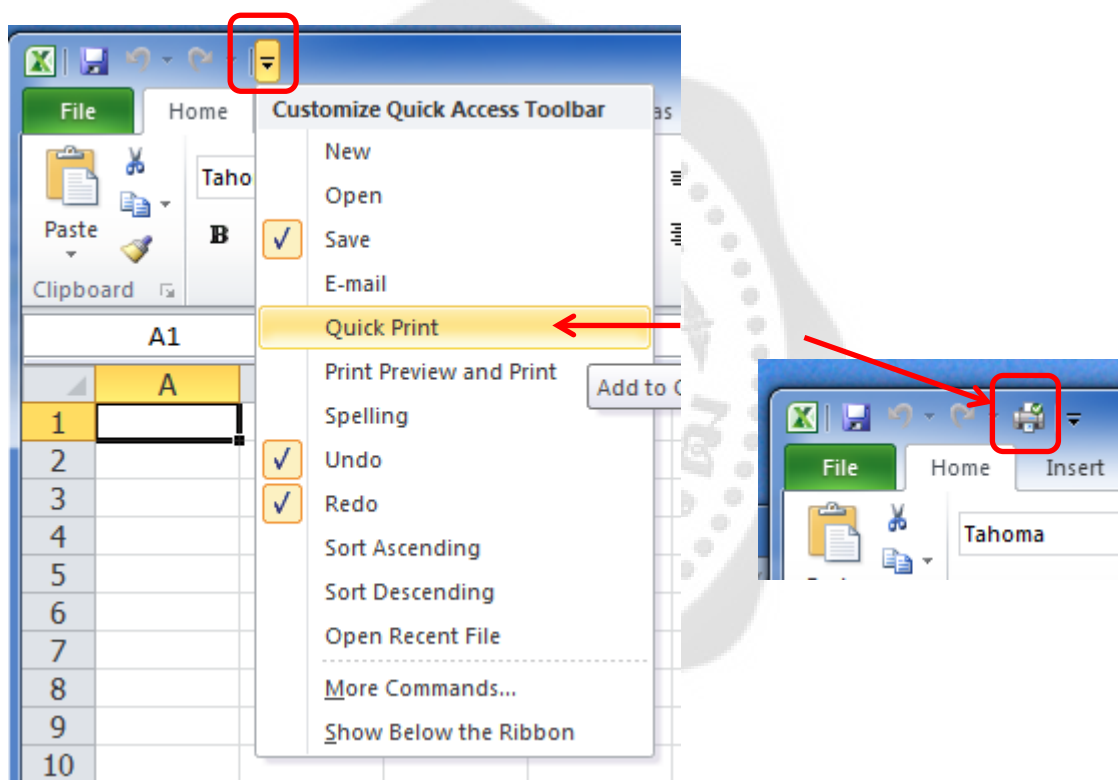 File
Home
Customize Quick Access Toolbar
as
New
Taho
Open
Paste
B
Save
E-mail
Clipboard
A1
Quick Print
Print Preview and Print
Add to
A
Spelling
1
2
Undo
3
Redo
4
Sort Ascending
5
Sort Descending
6
Open Recent File
7
8
More Commands...
9
Show Below the Ribbon
10
File
Home
Insert
Tahoma